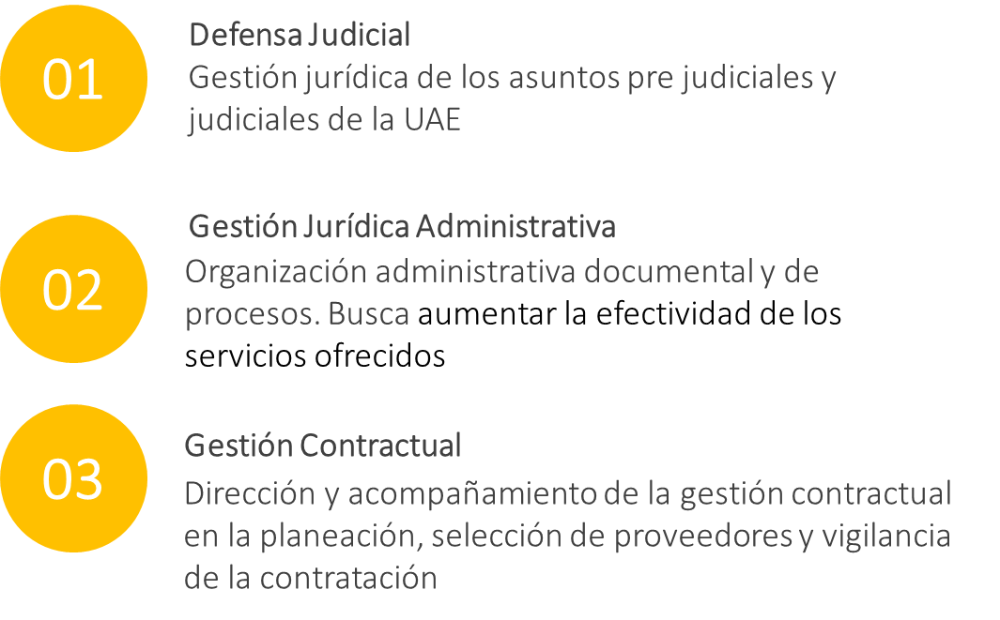 01
Defensa Judicial
Gestión jurídica de los asuntos pre judiciales y
judiciales de la UAE
02
Gestión Jurídica Administrativa
Organización administrativa documental y de
procesos. Busca aumentar la efectividad de los
servicios ofrecidos
03
Gestión Contractual
Dirección y acompañamiento de la gestión contractual
en la planeación, selección de proveedores y vigilancia
de la contratación